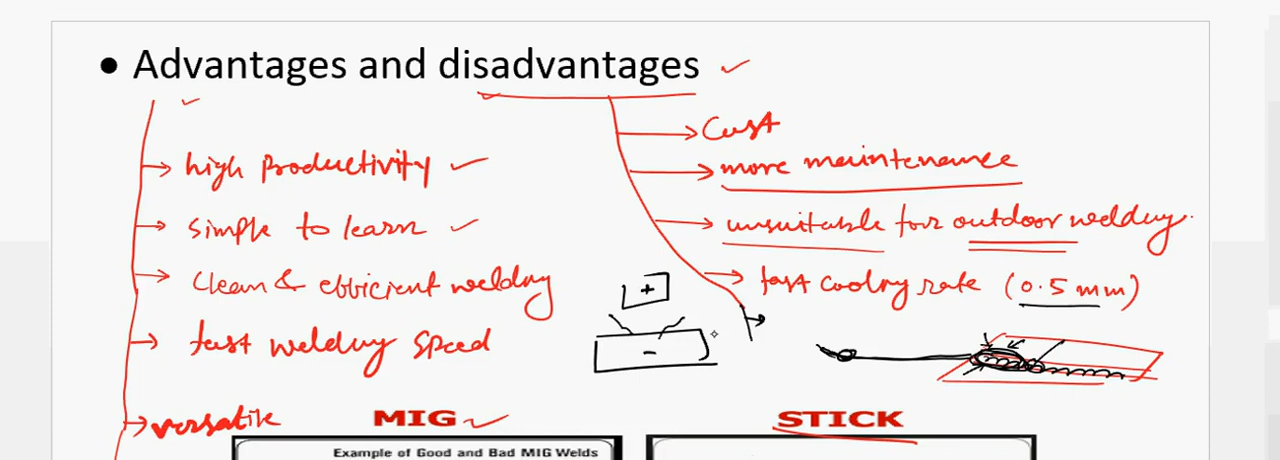 • Advantages and disadvantages
high productivity
simple to learn
clean & efficient welding
fast welding speed
versatile
Cost
more maintenance
unsuitable for outdoor welding.
fast cooling rate (0.5 mm)
+
-
MIG
STICK
Example of Good and Bad MIG Welds